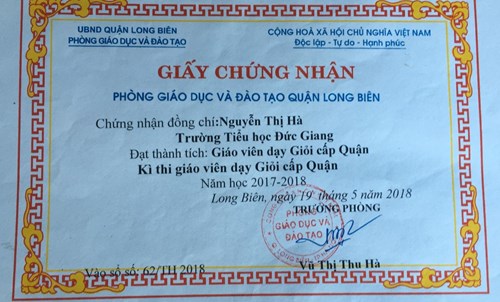 UBND QUẬN LONG BIÊN
PHÒNG GIÁO DỤC VÀ ĐÀO TẠO
CỘNG HOÀ XÃ HỘI CHỦ NGHĨA VIỆT NAM
Độc lập - Tự do - Hạnh phúc
GIẤY CHỨNG NHẬN
PHÒNG GIÁO DỤC VÀ ĐÀO TẠO QUẬN LONG BIÊN
Chứng nhận đồng chí:Nguyễn Thị Hà
Trường Tiểu học Đức Giang
Đạt thành tích: Giáo viên dạy Giỏi cấp Quận
Kì thi giáo viên dạy Giỏi cấp Quận
Năm học 2017-2018
Long Biên, ngày 19 tháng 5 năm 2018
TRƯỞNG PHÒNG
PHÒNG
GIÁO DỤC VÀ
ĐÀO TẠO
Vũ Thị Thu Hà
Vào sổ số: 62/TH 2018